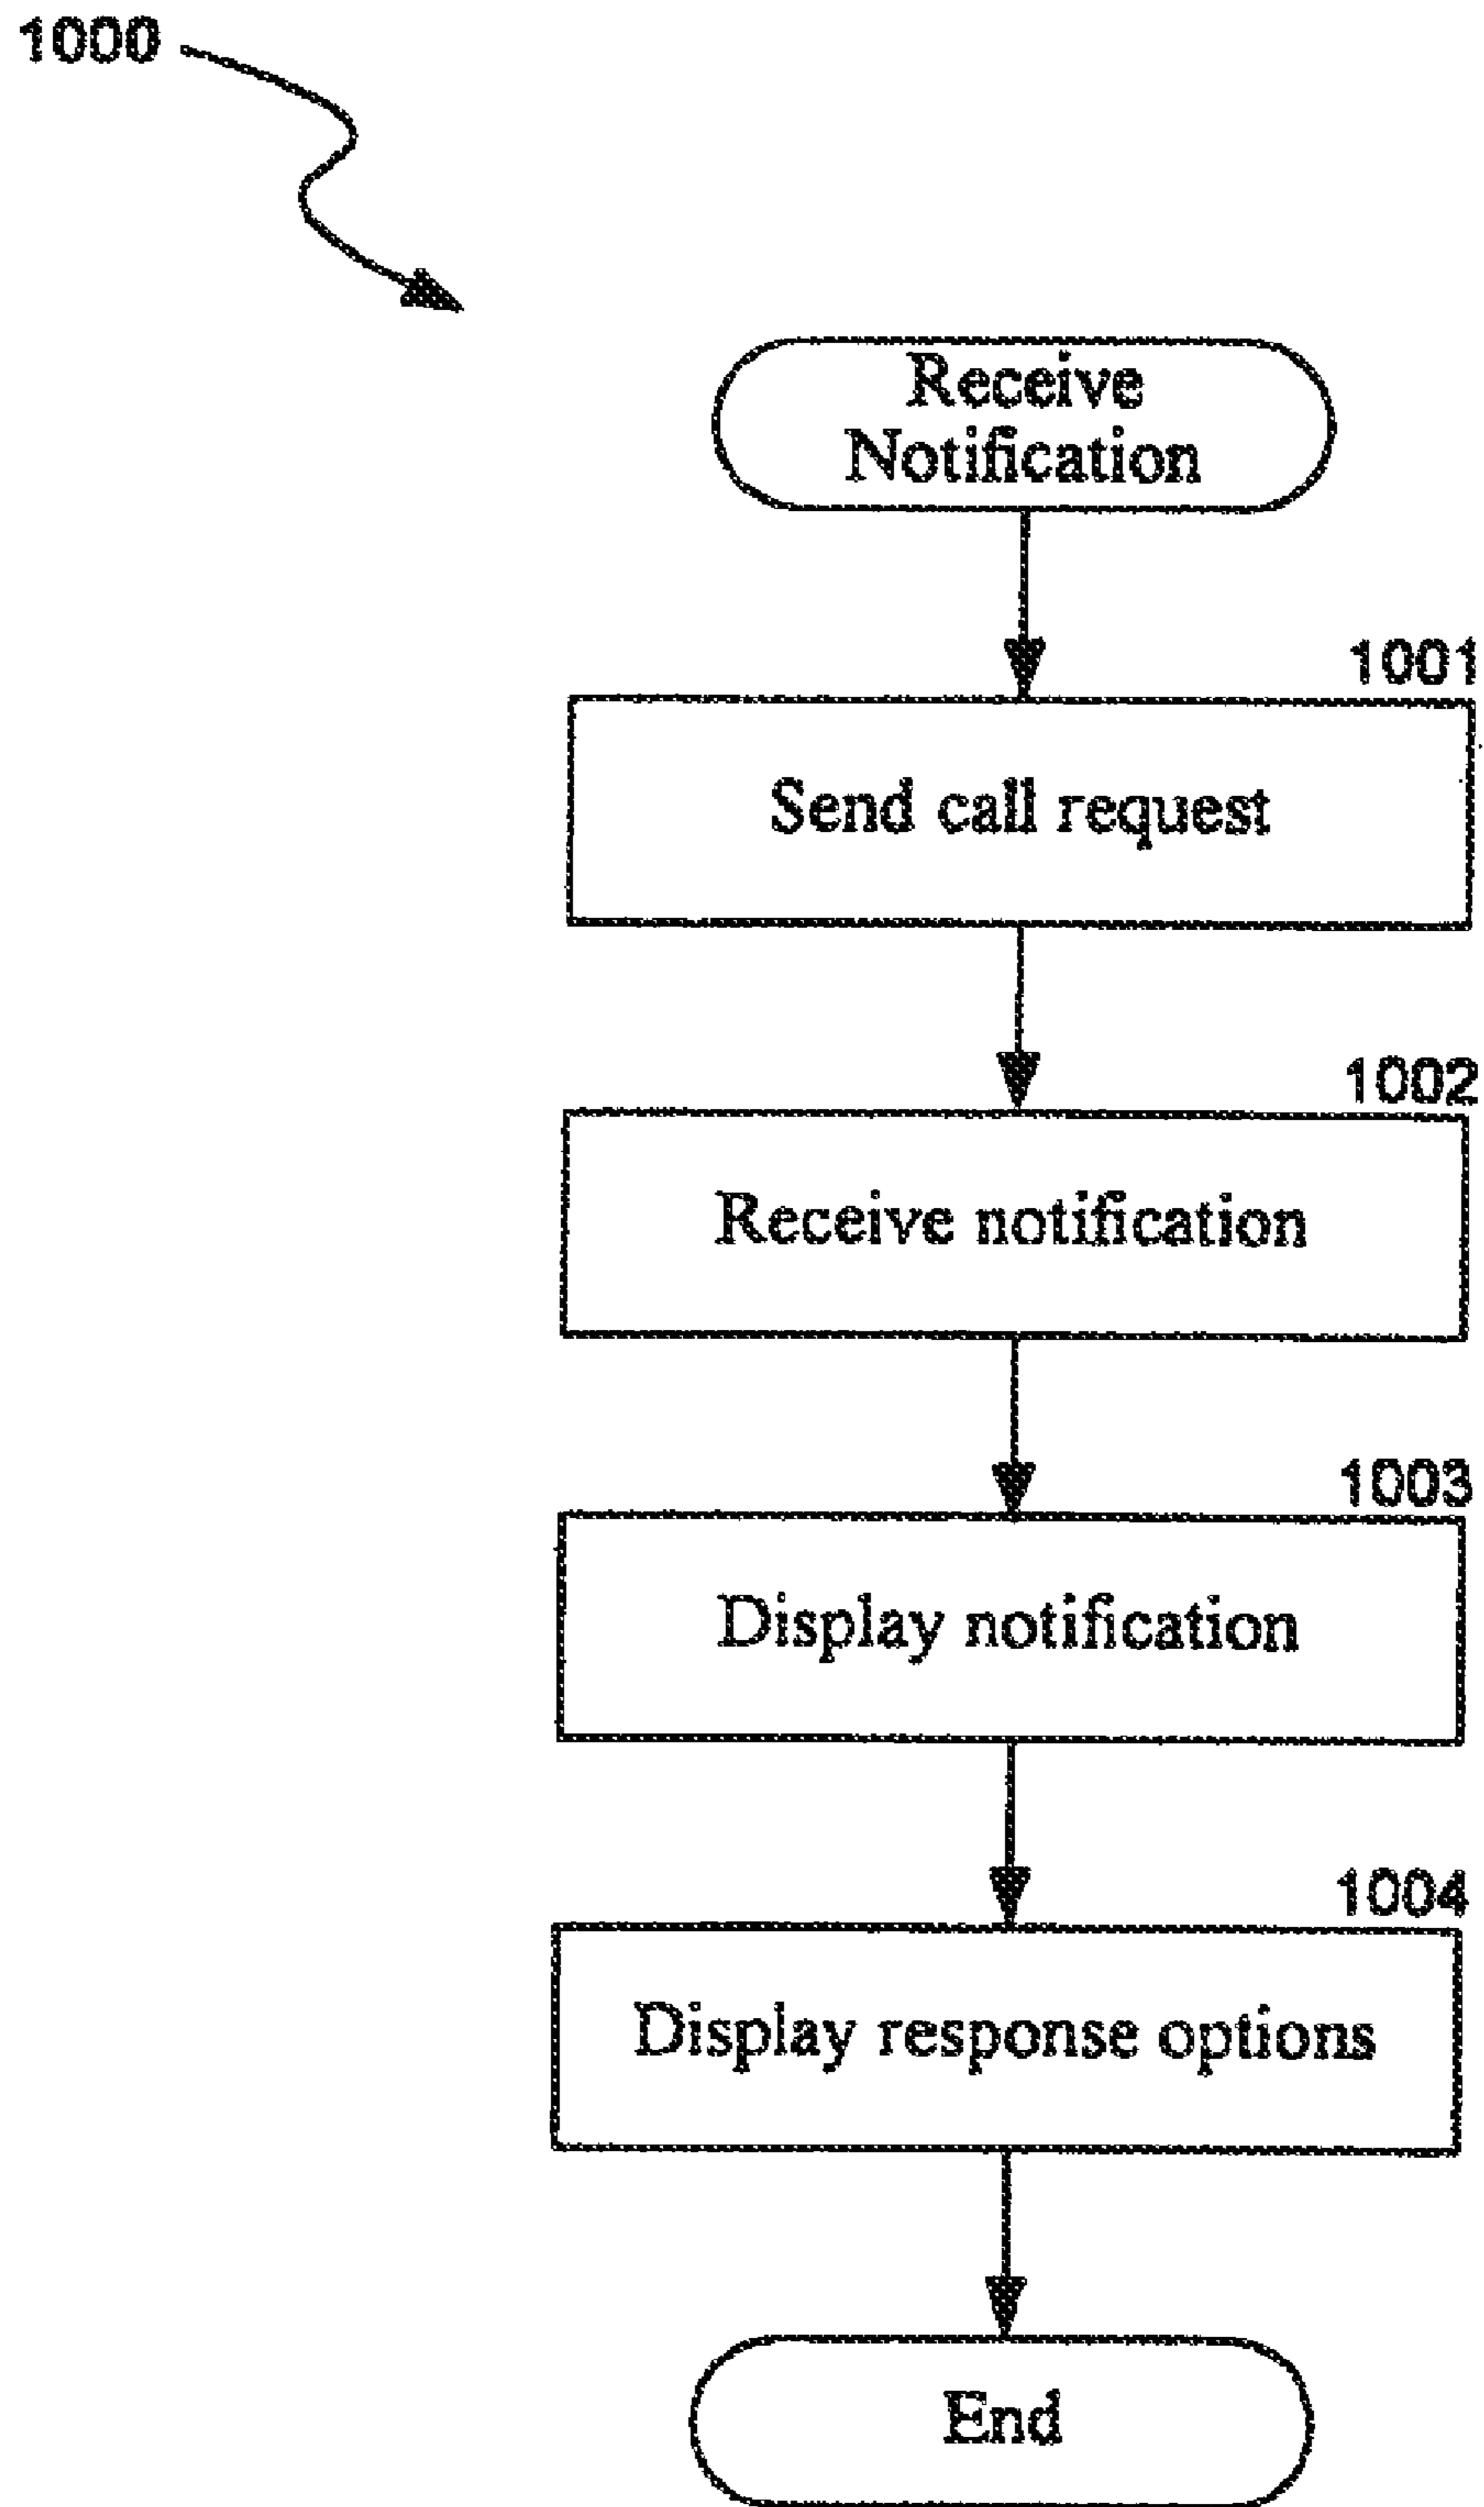 1000
Receive
Notification
1001
Send call request
1002
Receive notification
1003
Display notification
1004
Display response options
End